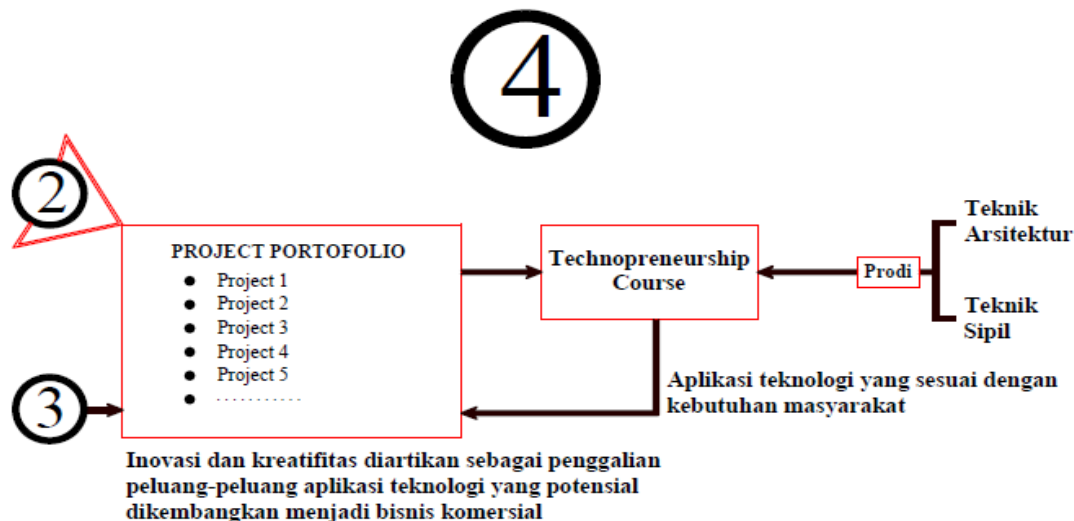 4
2
PROJECT PORTOFOLIO
● Project 1
● Project 2
● Project 3
● Project 4
● Project 5
● . . . . . . . . . . .
3
Technopreneurship
Course
Prodi
Teknik
Arsitektur
Teknik
Sipil
Aplikasi teknologi yang sesuai dengan
kebutuhan masyarakat
Inovasi dan kreatifitas diartikan sebagai penggalian
peluang-peluang aplikasi teknologi yang potensial
dikembangkan menjadi bisnis komersial